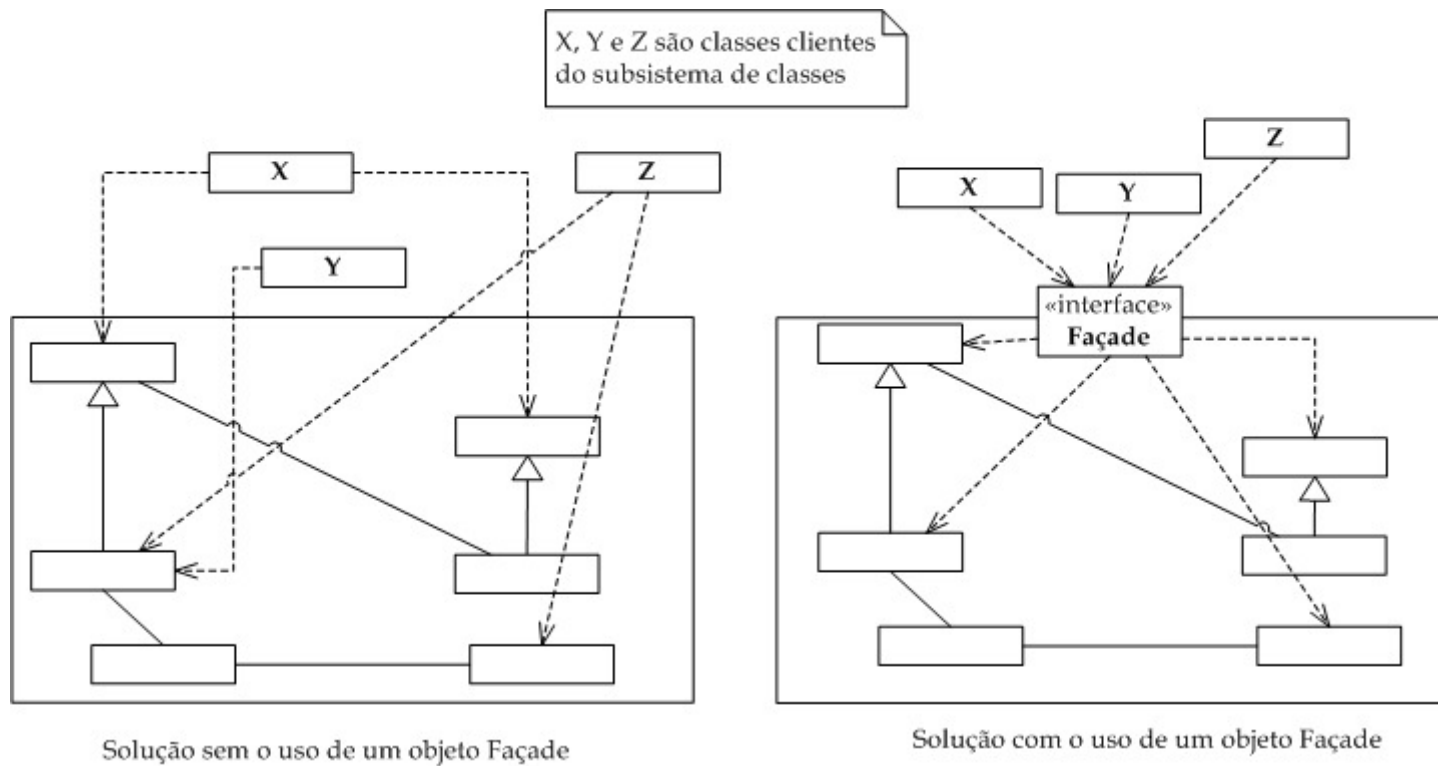 X, Y e Z são classes clientes
do subsistema de classes
X
Z
Y
Z
X
Y
«interface»
Façade
Solução sem o uso de um objeto Façade
Solução com o uso de um objeto Façade